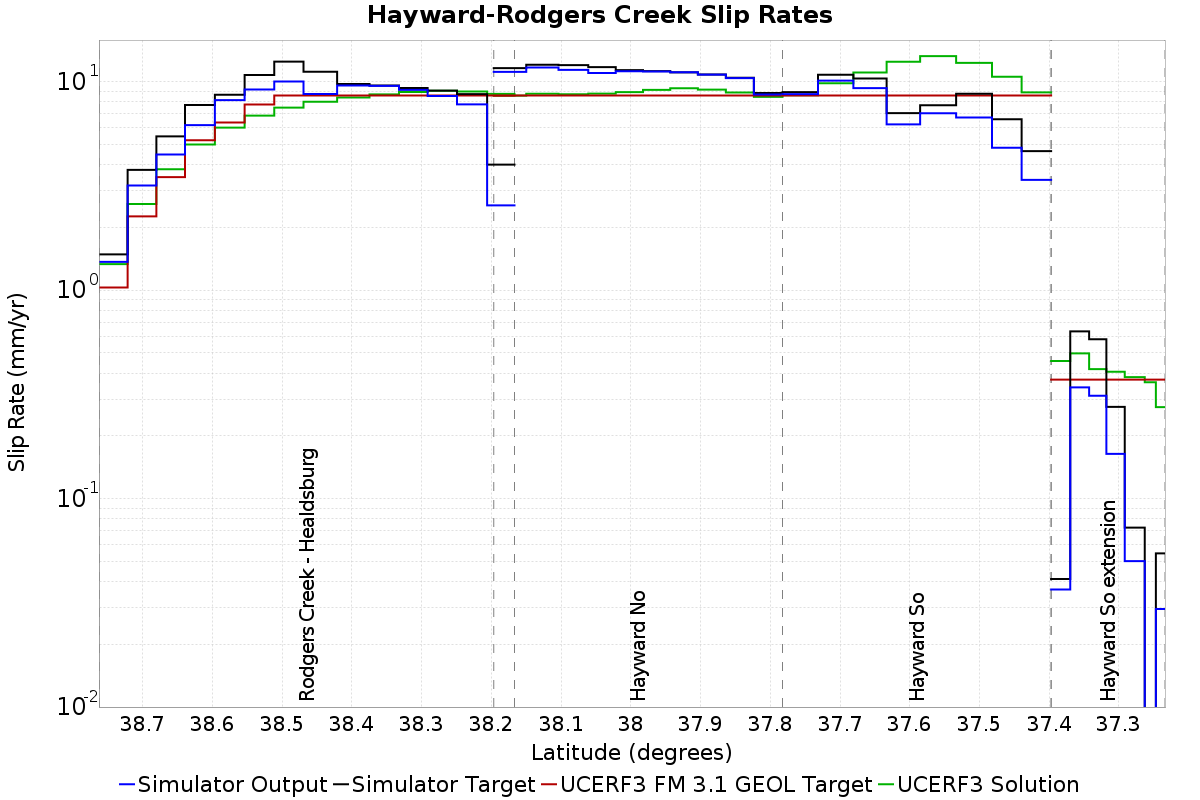 Hayward-Rodgers Creek Slip Rates
Slip Rate (mm/yr)
10^1
10^0
10^-1
10^-2
Rodgers Creek - Healdsburg
Hayward No
Hayward So
Hayward So extension
38.7 38.6 38.5 38.4 38.3 38.2 38.1 38 37.9 37.8 37.7 37.6 37.5 37.4 37.3
Latitude (degrees)
Simulator Output Simulator Target UCERF3 FM 3.1 GEOL Target UCERF3 Solution